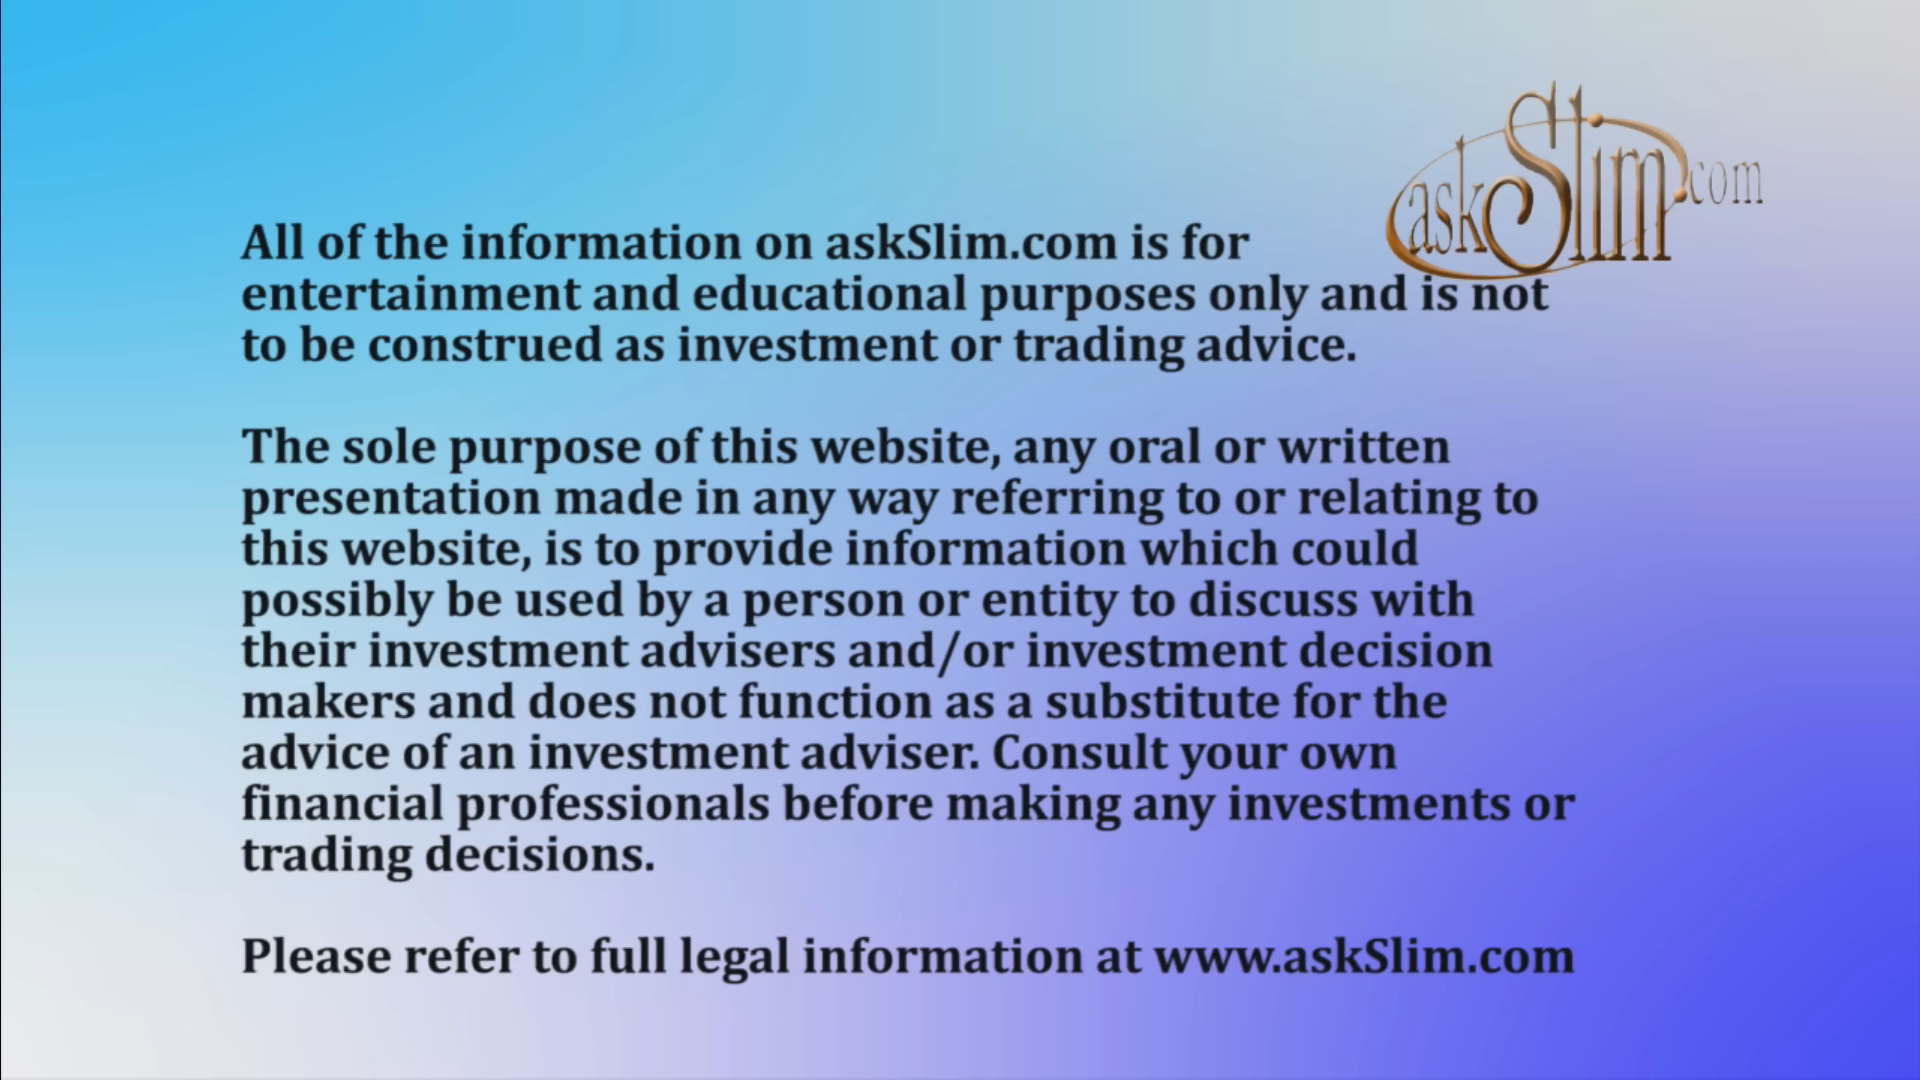 askSlim.com
All of the information on askSlim.com is for
entertainment and educational purposes only and is not
to be construed as investment or trading advice.
The sole purpose of this website, any oral or written
presentation made in any way referring to or relating to
this website, is to provide information which could
possibly be used by a person or entity to discuss with
their investment advisers and/or investment decision
makers and does not function as a substitute for the
advice of an investment adviser. Consult your own
financial professionals before making any investments or
trading decisions.
Please refer to full legal information at www.askSlim.com